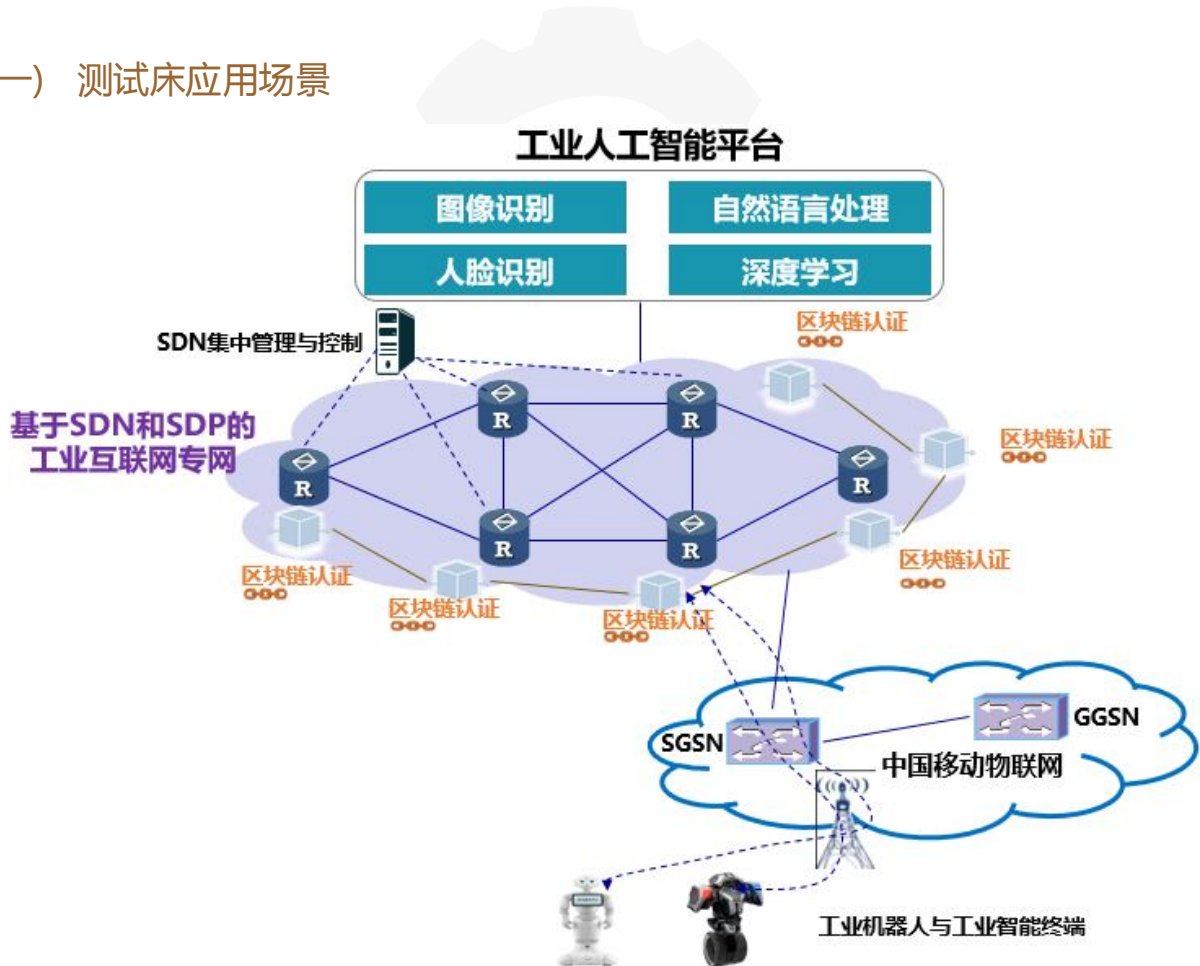 一） 测试床应用场景
工业人工智能平台
图像识别
自然语言处理
人脸识别
深度学习
区块链认证
SDN集中管理与控制
基于SDN和SDP的
工业互联网专网
R
R
R
R
R
R
区块链认证
区块链认证
区块链认证
区块链认证
区块链认证
SGSN
GGSN
中国移动物联网
工业机器人与工业智能终端